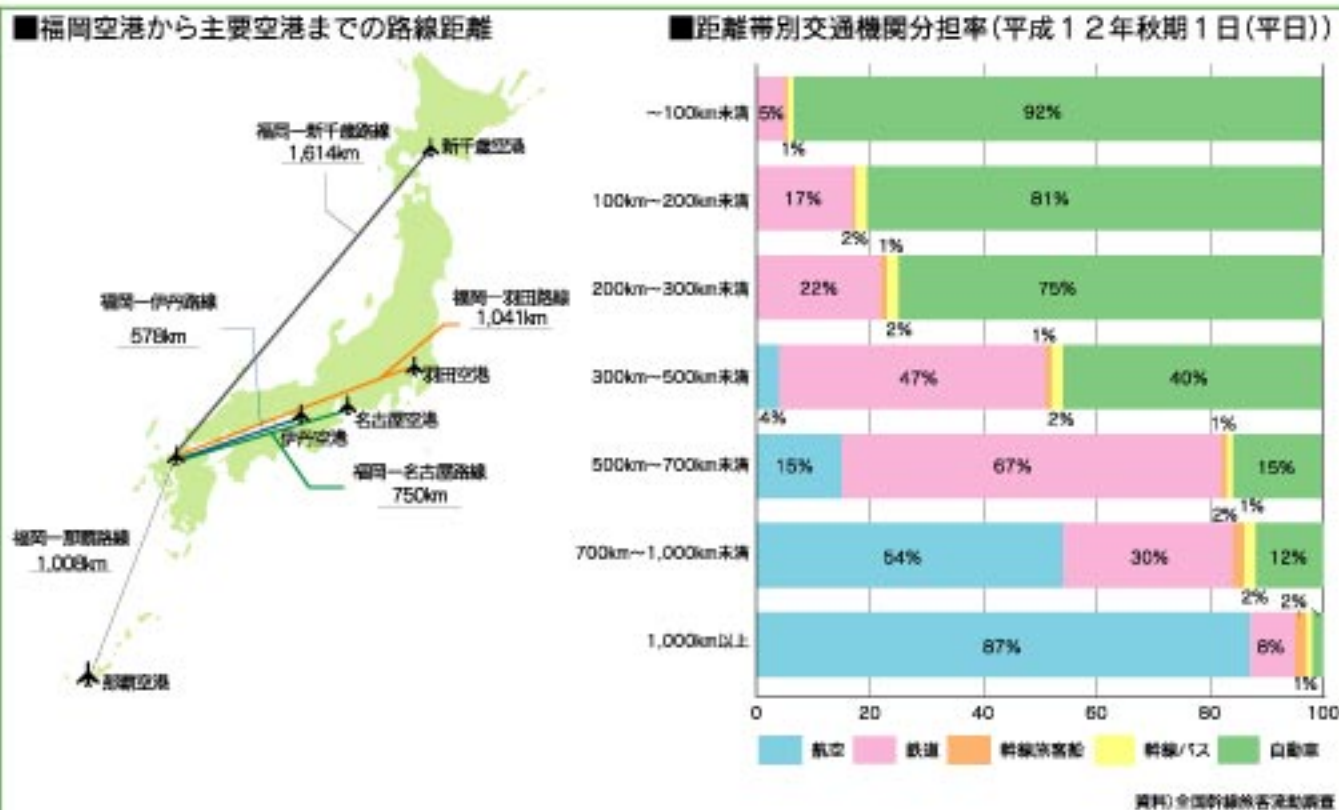 ■福岡空港から主要空港までの路線距離
福岡ー新千歳路線
1,614km
新千歳空港
福岡ー伊丹路線
578km
福岡ー羽田路線
1,041km
羽田空港
名古屋空港
伊丹空港
福岡ー名古屋路線
750km
福岡ー那覇路線
1,008km
那覇空港
■距離帯別交通機関分担率(平成12年秋期1日(平日))
～100km未満
5%
92%
1%
100km～200km未満
17%
81%
2%
1%
200km～300km未満
22%
75%
2%
1%
300km～500km未満
47%
40%
4%
2%
1%
500km～700km未満
15%
67%
15%
2%
1%
700km～1,000km未満
54%
30%
12%
2%
2%
1,000km以上
87%
8%
1%
0
20
40
60
80
100
航空
鉄道
幹線旅客船
幹線バス
自動車
資料)全国幹線旅客流動調査